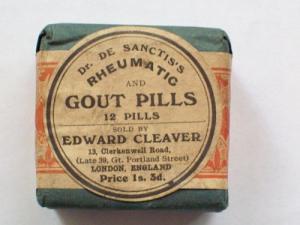 Dr. DE SANCTIS'S
RHEUMATIC
AND
GOUT PILLS
12 PILLS
SOLD BY
EDWARD CLEAVER
13, Clerkenwell Road,
(Late 39, Gt. Portland Street)
LONDON, ENGLAND
Price 1s. 3d.